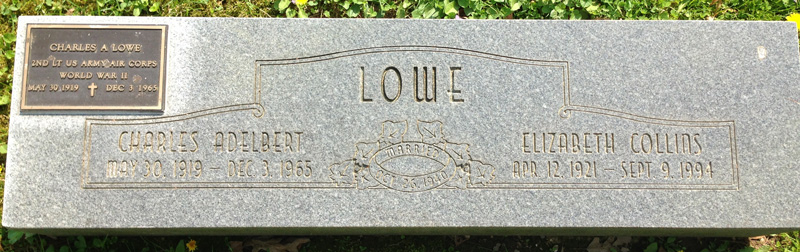 CHARLES A LOWE
2ND LT US ARMY AIR CORPS
WORLD WAR II
MAY 30 1919 DEC 3 1965
LOWE
CHARLES ADELBERT
MAY 30, 1919 – DEC. 3, 1965
MARRIED
1940
ELIZABETH COLLINS
APR. 12, 1921 – SEPT. 9, 1994